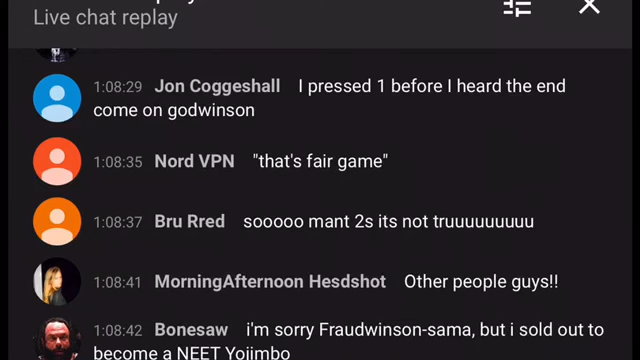 Live chat replay
1:08:29 Jon Coggeshall I pressed 1 before I heard the end
come on godwinson
1:08:35 Nord VPN "that's fair game"
1:08:37 Bru Rred sooooo mant 2s its not truuuuuuuuu
1:08:41 MorningAfternoon Hesdshot Other people guys!!
1:08:42 Bonesaw i'm sorry Fraudwinson-sama, but i sold out to
become a NEET Yojimbo